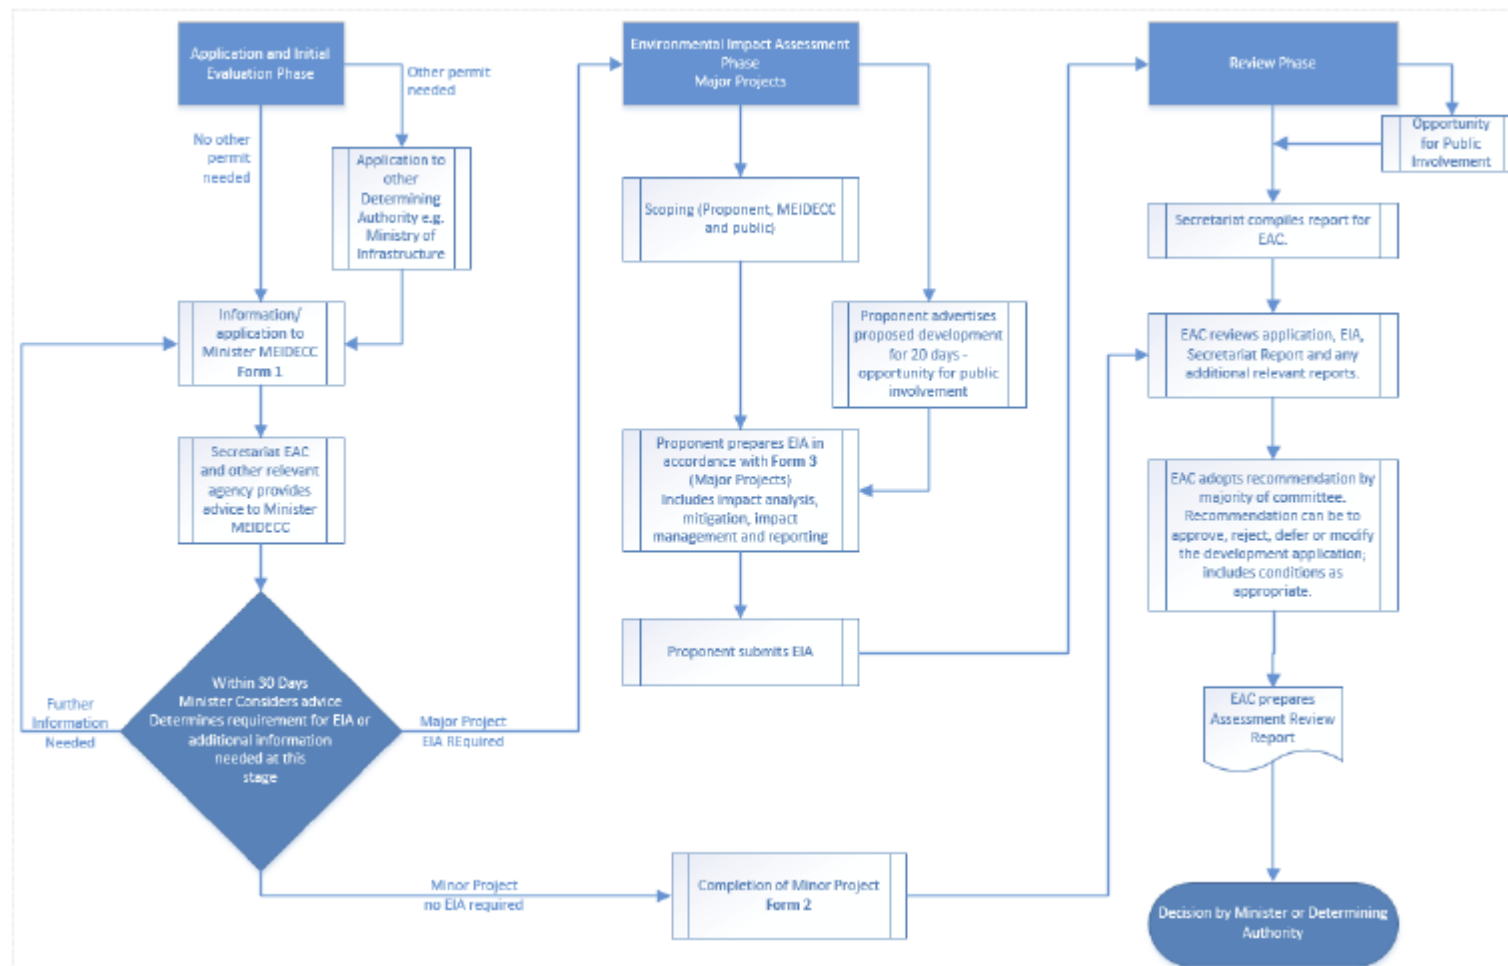 Application and Initial
Evaluation Phase
Other permit
needed
No other
permit
needed
Application to
other
Determining
Authority e.g.
Ministry of
Infrastructure
Information/
application to
Minister MEIDECC
Form 1
Secretariat EAC
and other relevant
agency provides
advice to Minister
MEIDECC
Within 30 Days
Minister Considers advice
Determines requirement for EIA or
additional information
needed at this
stage
Further
Information
Needed
Major Project
EIA REquired
Minor Project
no EIA required
Environmental Impact Assessment
Phase
Major Projects
Scoping (Proponent, MEIDECC
and public)
Proponent advertises
proposed development
for 20 days -
opportunity for public
involvement
Proponent prepares EIA in
accordance with Form 3
(Major Projects)
Includes impact analysis,
mitigation, impact
management and reporting
Proponent submits EIA
Completion of Minor Project
Form 2
Review Phase
Opportunity
for Public
Involvement
Secretariat compiles report for
EAC.
EAC reviews application, EIA,
Secretariat Report and any
additional relevant reports.
EAC adopts recommendation by
majority of committee.
Recommendation can be to
approve, reject, defer or modify
the development application;
includes conditions as
appropriate.
EAC prepares
Assessment Review
Report
Decision by Minister or Determining
Authority